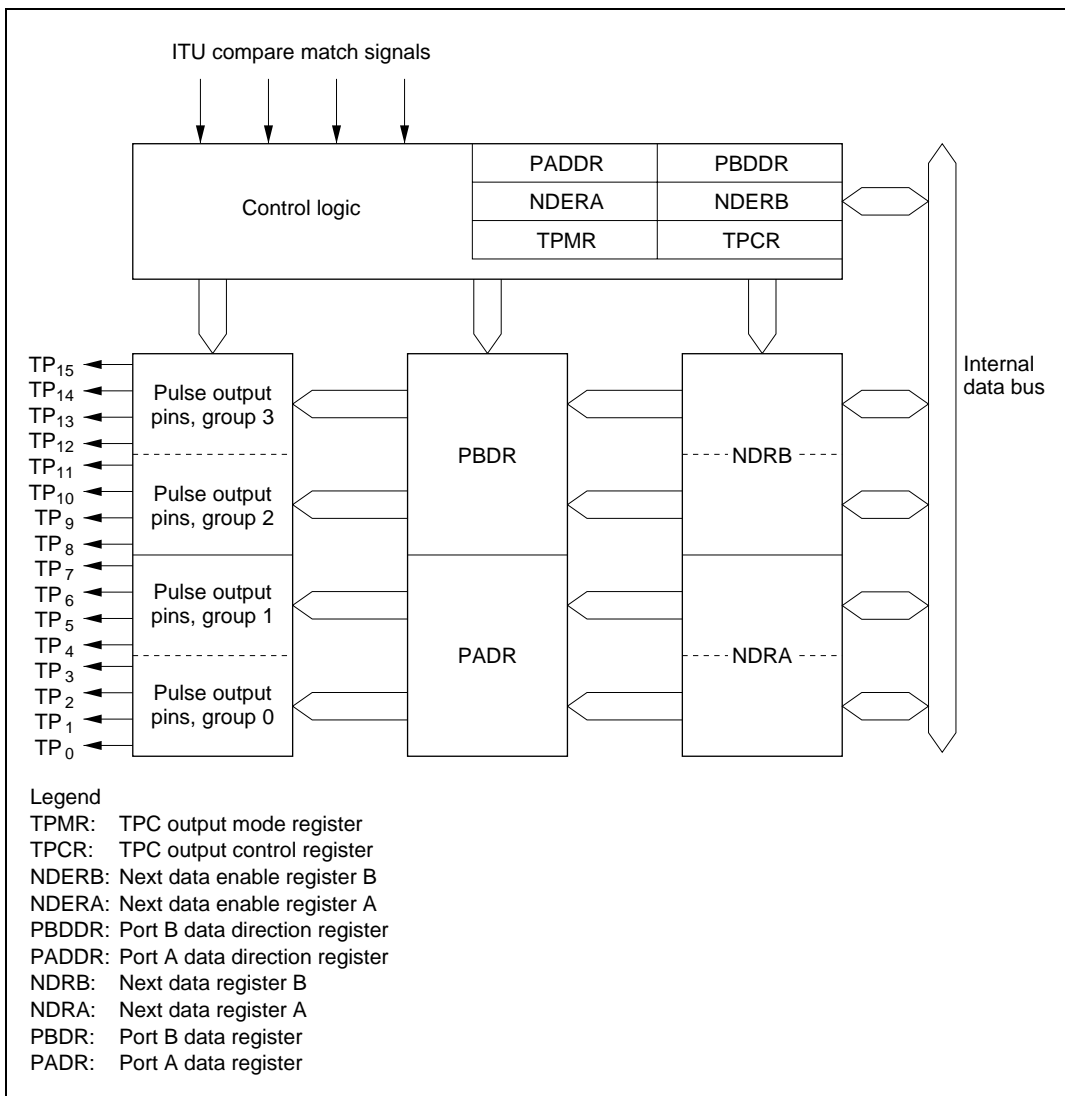 ITU compare match signals
Control logic
PADDR PBDDR
NDERA NDERB
TPMR TPCR
Internal
data bus
TP15
TP14
TP13
TP12
TP11
TP10
TP9
TP8
TP7
TP6
TP5
TP4
TP3
TP2
TP1
TP0
Pulse output
pins, group 3
Pulse output
pins, group 2
Pulse output
pins, group 1
Pulse output
pins, group 0
PBDR
PADR
NDRB
NDRA
Legend
TPMR: TPC output mode register
TPCR: TPC output control register
NDERB: Next data enable register B
NDERA: Next data enable register A
PBDDR: Port B data direction register
PADDR: Port A data direction register
NDRB: Next data register B
NDRA: Next data register A
PBDR: Port B data register
PADR: Port A data register